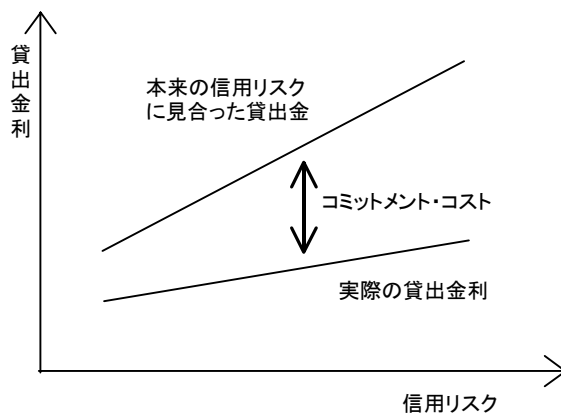 貸出金利
本来の信用リスク
に見合った貸出金
コミットメント・コスト
実際の貸出金利
信用リスク